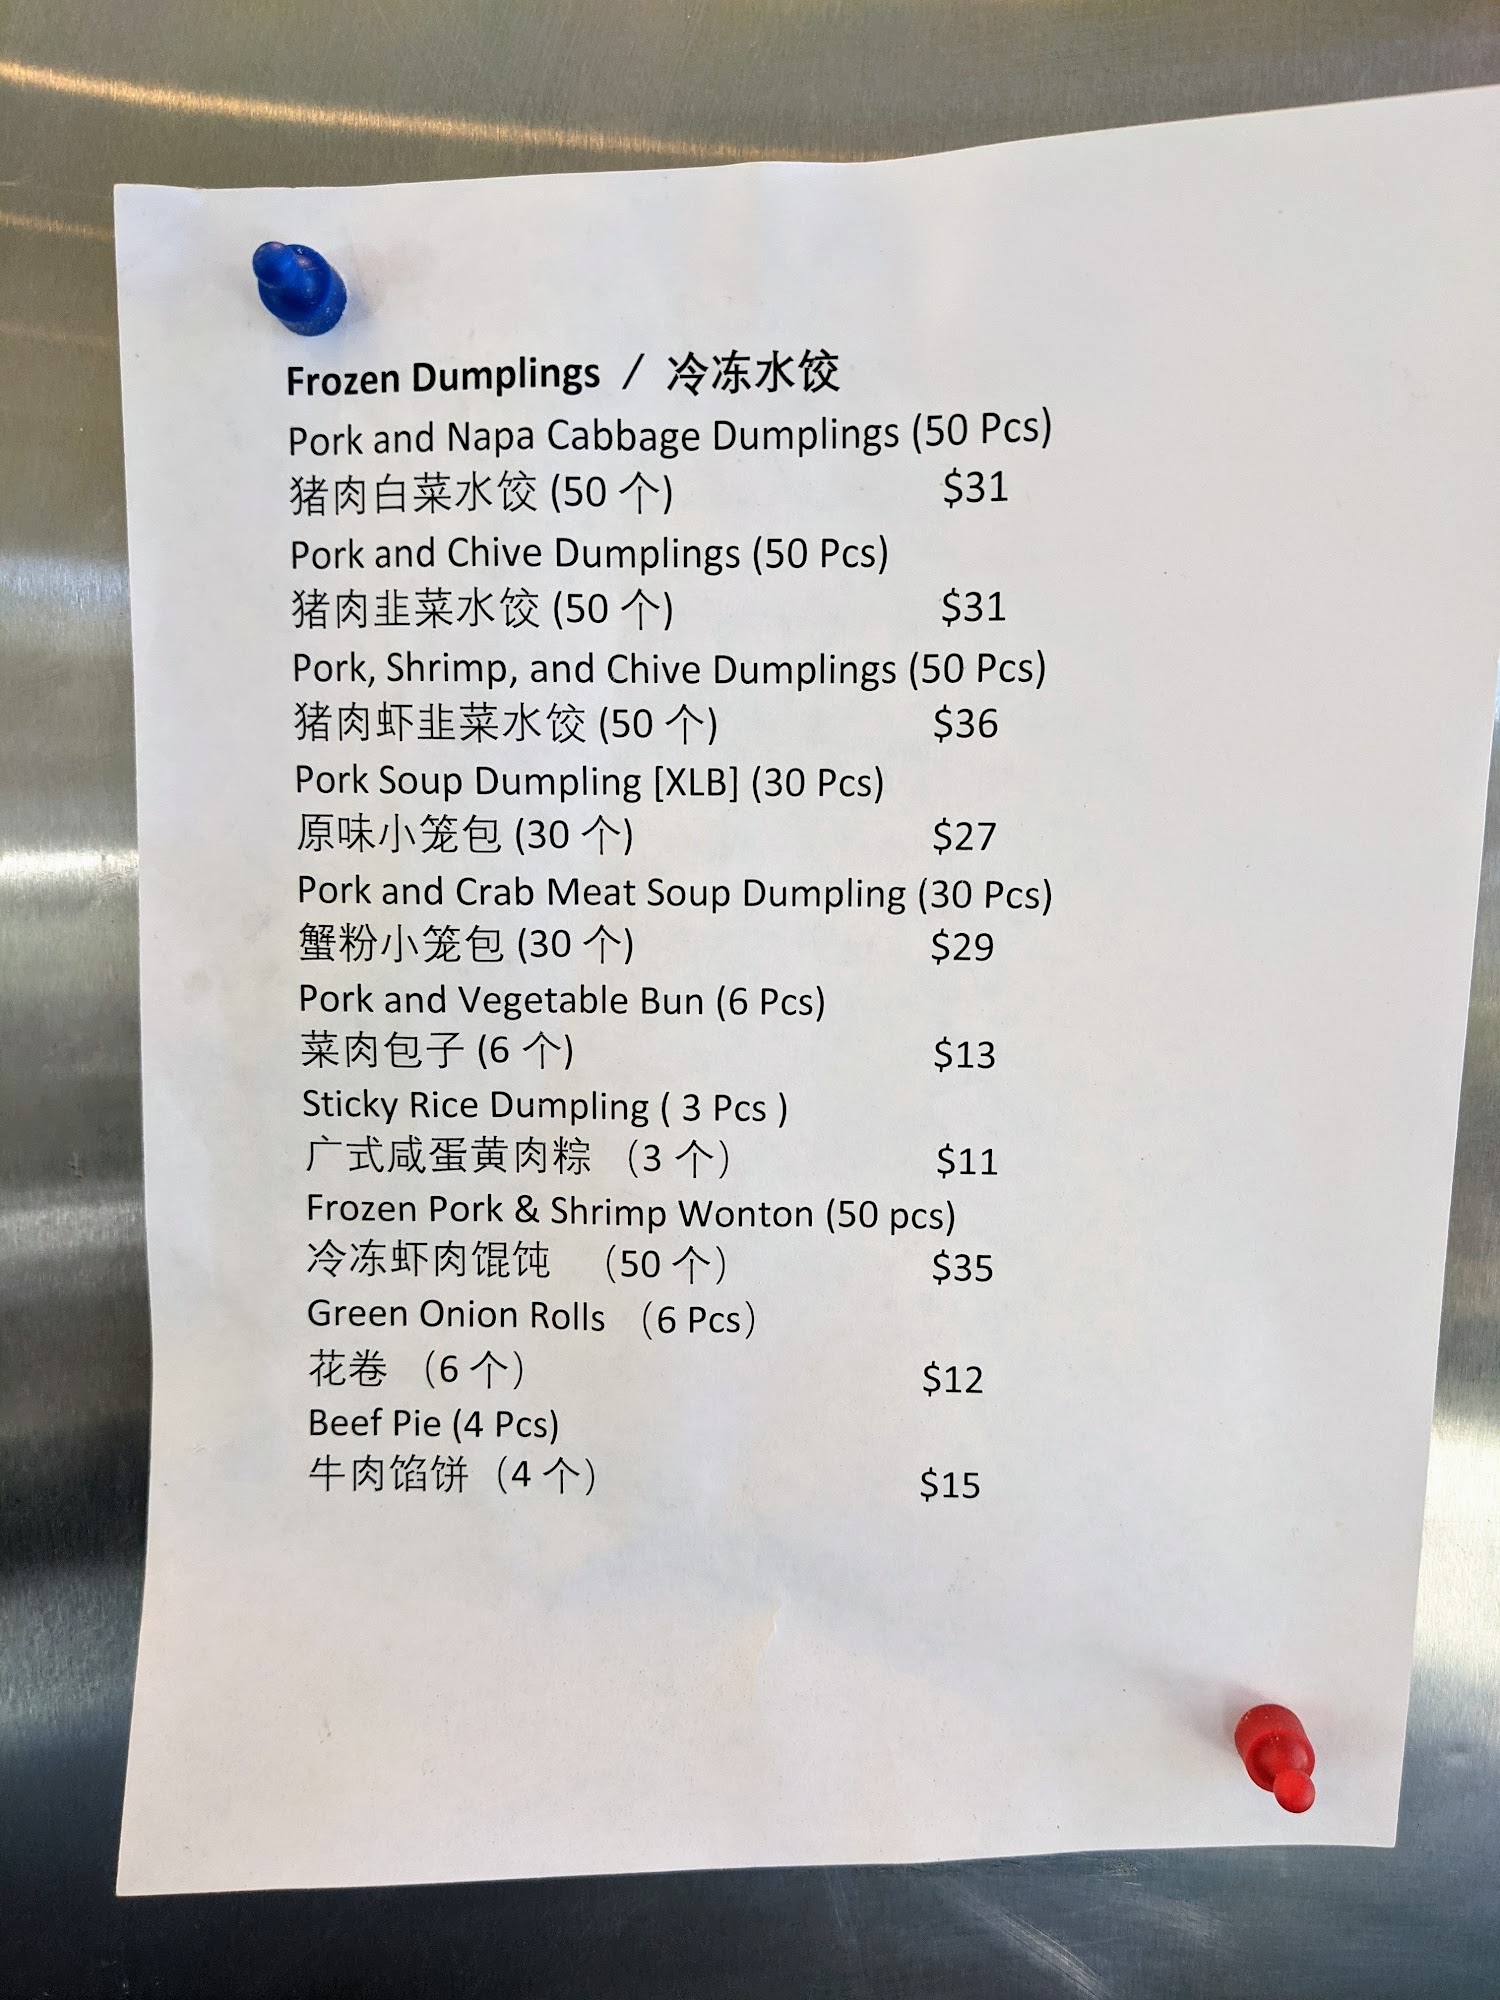 Frozen Dumplings / 冷冻水饺
Pork and Napa Cabbage Dumplings (50 Pcs)
猪肉白菜水饺 (50 个) $31
Pork and Chive Dumplings (50 Pcs)
猪肉韭菜水饺 (50 个) $31
Pork, Shrimp, and Chive Dumplings (50 Pcs)
猪肉虾韭菜水饺 (50 个) $36
Pork Soup Dumpling [XLB] (30 Pcs)
原味小笼包 (30 个) $27
Pork and Crab Meat Soup Dumpling (30 Pcs)
蟹粉小笼包 (30 个) $29
Pork and Vegetable Bun (6 Pcs)
菜肉包子 (6 个) $13
Sticky Rice Dumpling ( 3 Pcs )
广式咸蛋黄肉粽 （3 个） $11
Frozen Pork & Shrimp Wonton (50 pcs)
冷冻虾肉馄饨 （50 个） $35
Green Onion Rolls （6 Pcs）
花卷 （6 个） $12
Beef Pie (4 Pcs)
牛肉馅饼（4 个） $15